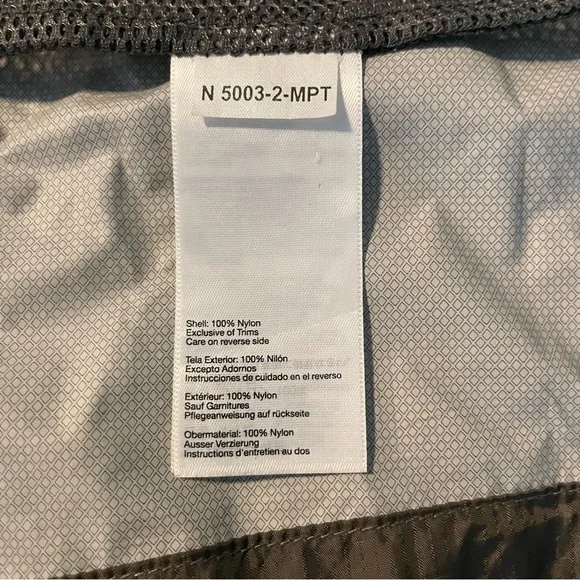 N 5003-2-MPT
Shell: 100% Nylon
Exclusive of Trims
Care on reverse side
Tela Exterior: 100% Nilón
Excepto Adornos
Instrucciones de cuidado en el reverso
Extérieur: 100% Nylon
Sauf Garnitures
Pflegeanweisung auf rückseite
Obermaterial: 100% Nylon
Ausser Verzierung
Instructions d'entretien au dos